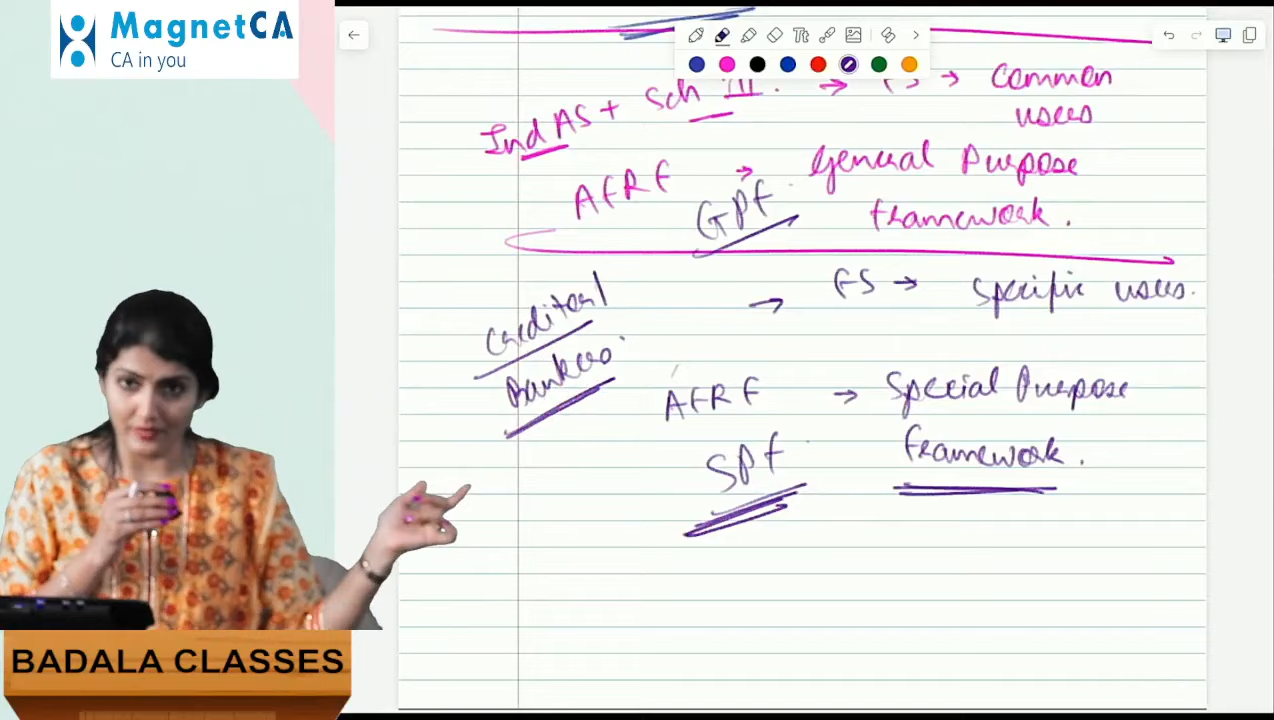 MagnetCA
CA in you
Ind AS + Sch III. → FS → Common
users
AFRF → General Purpose
GPF framework.
Creditors/
Bankers. → FS → Specific users.
AFRF → Special Purpose
SPF framework.
BADALA CLASSES